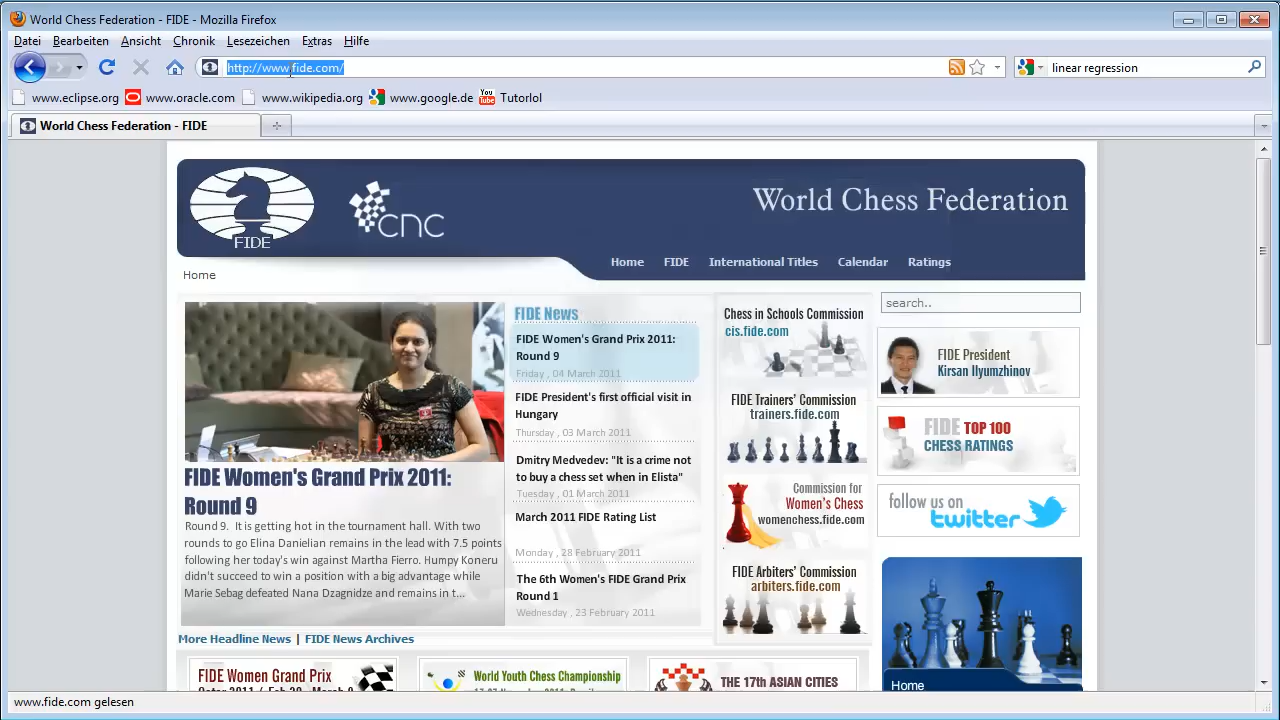 World Chess Federation - FIDE - Mozilla Firefox
Datei Bearbeiten Ansicht Chronik Lesezeichen Extras Hilfe
http://www.fide.com/
linear regression
www.eclipse.org www.oracle.com www.wikipedia.org www.google.de You Tube Tutorlol
World Chess Federation - FIDE
FIDE
cnc
World Chess Federation
Home FIDE International Titles Calendar Ratings
Home
FIDE Women's Grand Prix 2011:
Round 9
Round 9. It is getting hot in the tournament hall. With two
rounds to go Elina Danielian remains in the lead with 7.5 points
following her today's win against Martha Fierro. Humpy Koneru
didn't succeed to win a position with a big advantage while
Marie Sebag defeated Nana Dzagnidze and remains in t...
More Headline News | FIDE News Archives
FIDE News
FIDE Women's Grand Prix 2011:
Round 9
Friday , 04 March 2011
FIDE President's first official visit in
Hungary
Thursday , 03 March 2011
Dmitry Medvedev: "It is a crime not
to buy a chess set when in Elista"
Tuesday , 01 March 2011
March 2011 FIDE Rating List
Monday , 28 February 2011
The 6th Women's FIDE Grand Prix
Round 1
Wednesday , 23 February 2011
Chess in Schools Commission
cis.fide.com
FIDE Trainers' Commission
trainers.fide.com
Commission for
Women's Chess
womenchess.fide.com
FIDE Arbiters' Commission
arbiters.fide.com
search..
FIDE President
Kirsan Ilyumzhinov
FIDE TOP 100
CHESS RATINGS
follow us on
twitter
Home
FIDE Women Grand Prix
World Youth Chess Championship
THE 17th ASIAN CITIES
www.fide.com gelesen